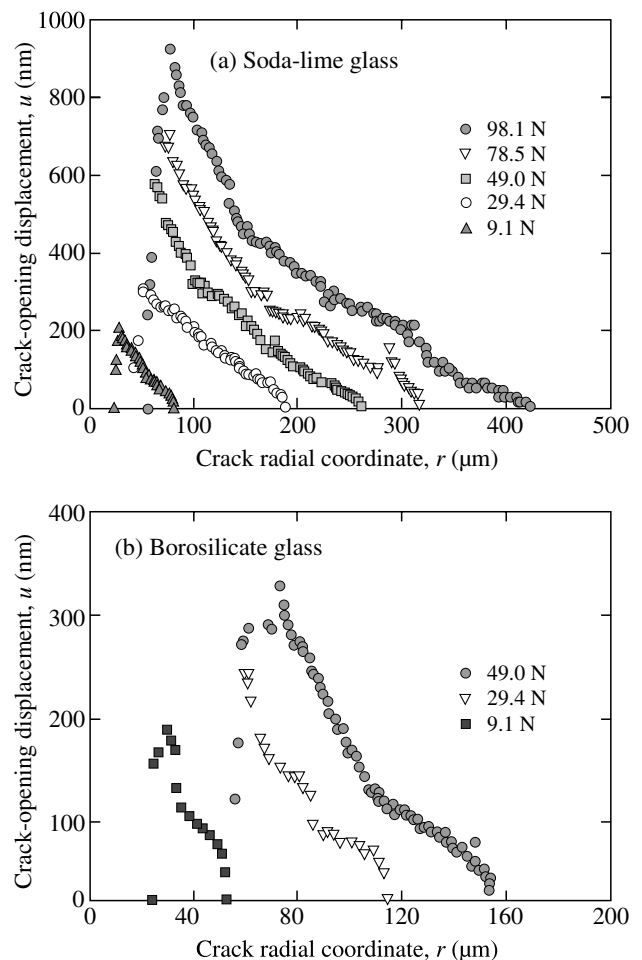 1000
(a) Soda-lime glass
800
98.1 N
78.5 N
600
49.0 N
29.4 N
9.1 N
400
200
0
0
100
200
300
400
500
Crack-opening displacement, u (nm)
Crack radial coordinate, r (µm)
400
(b) Borosilicate glass
300
49.0 N
29.4 N
200
9.1 N
100
0
0
40
80
120
160
200
Crack-opening displacement, u (nm)
Crack radial coordinate, r (µm)